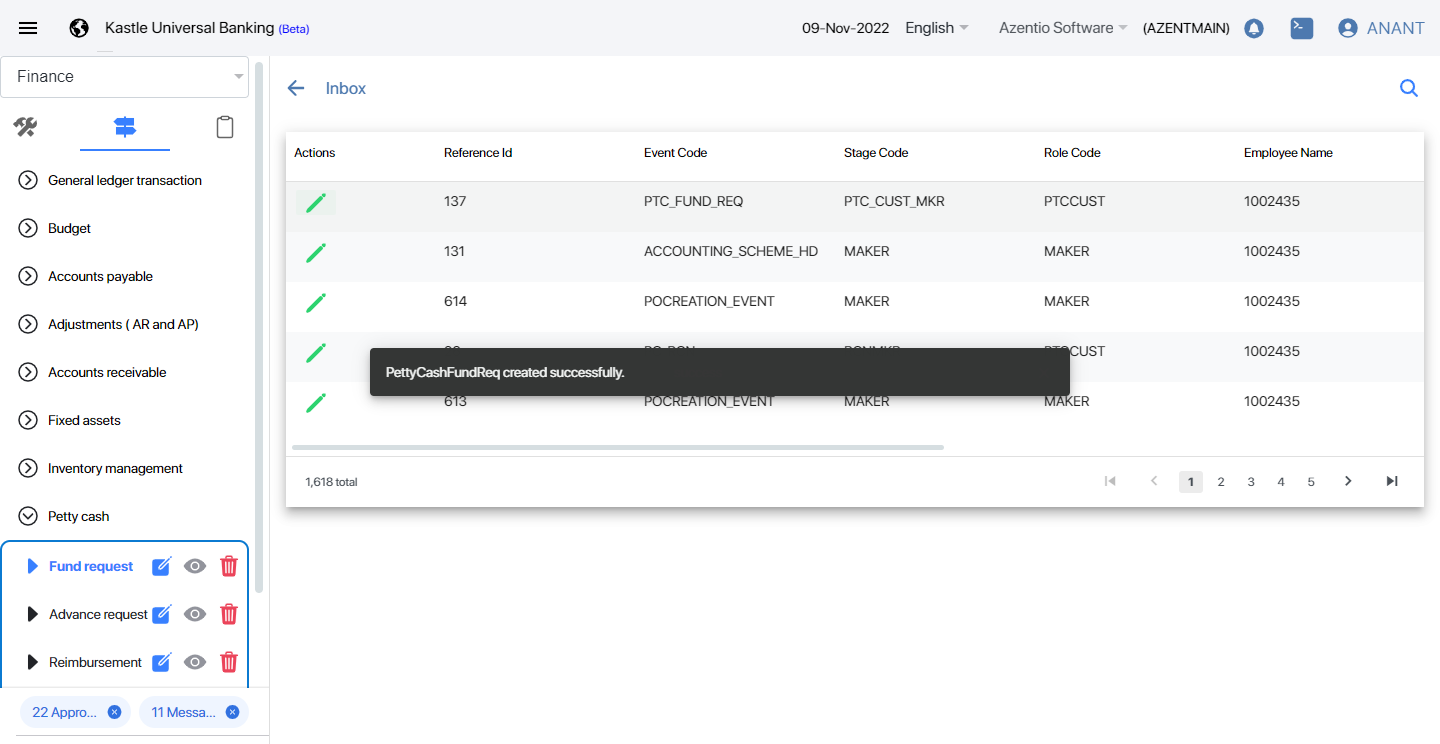 Kastle Universal Banking (Beta)
09-Nov-2022 English Azentio Software (AZENTMAIN) ANANT
Finance
General ledger transaction
Budget
Accounts payable
Adjustments ( AR and AP)
Accounts receivable
Fixed assets
Inventory management
Petty cash
Fund request
Advance request
Reimbursement
22 Appro... 11 Messa...
Inbox
Actions Reference Id Event Code Stage Code Role Code Employee Name
137 PTC_FUND_REQ PTC_CUST_MKR PTCCUST 1002435
131 ACCOUNTING_SCHEME_HD MAKER MAKER 1002435
614 POCREATION_EVENT MAKER MAKER 1002435
1002435
PettyCashFundReq created successfully.
613 POCREATION_EVENT MAKER MAKER 1002435
1,618 total
1 2 3 4 5